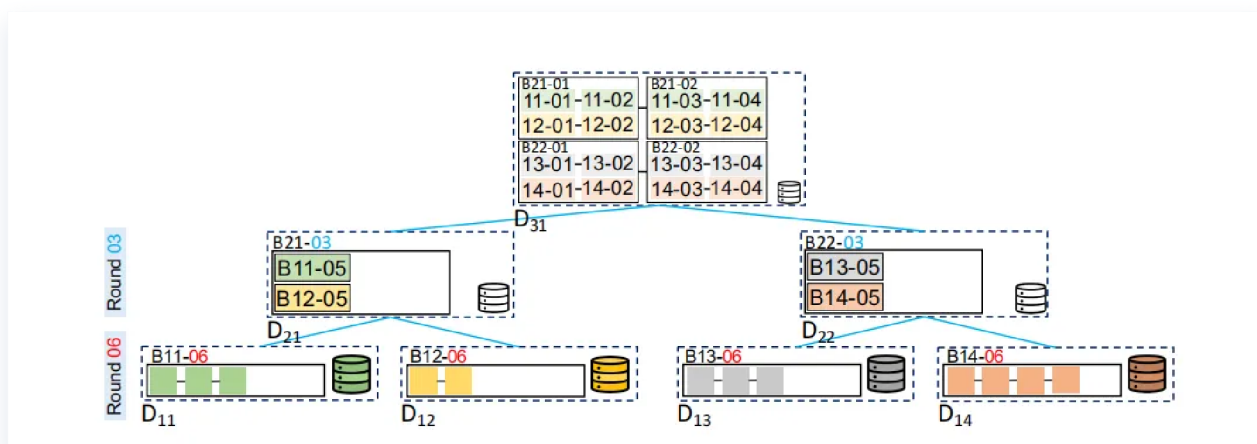 B21-01 B21-02
11-01-11-02 11-03-11-04
12-01-12-02 12-03-12-04
B22-01 B22-02
13-01-13-02 13-03-13-04
14-01-14-02 14-03-14-04
D31
Round 03
B21-03 B22-03
B11-05 B13-05
B12-05 B14-05
D21 D22
Round 06
B11-06 B12-06 B13-06 B14-06
D11 D12 D13 D14